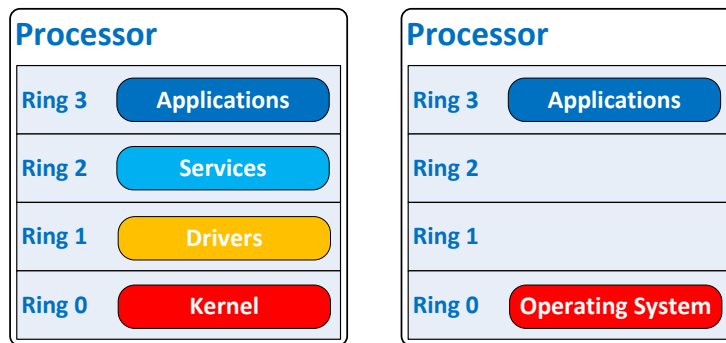 Processor
Ring 3 Applications
Ring 2 Services
Ring 1 Drivers
Ring 0 Kernel
Processor
Ring 3 Applications
Ring 2
Ring 1
Ring 0 Operating System